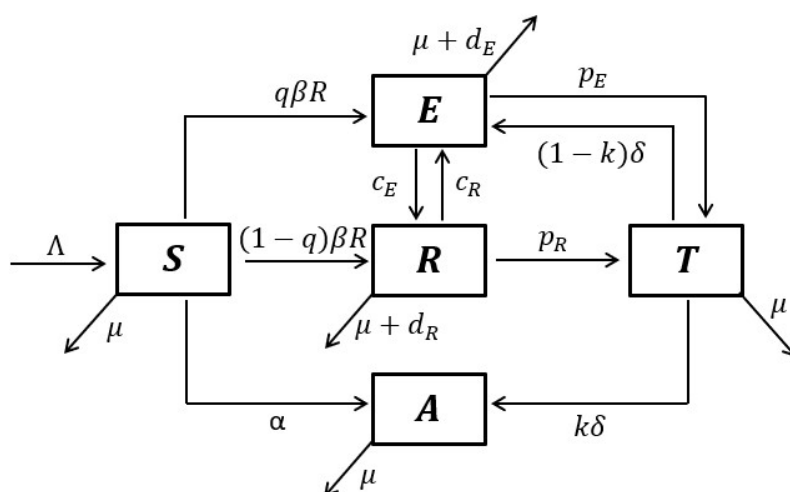 μ + d_E
qβR
E
p_E
(1 − k)δ
c_E
c_R
Λ
S
(1 − q)βR
R
p_R
T
μ
μ + d_R
μ
α
A
kδ
μ